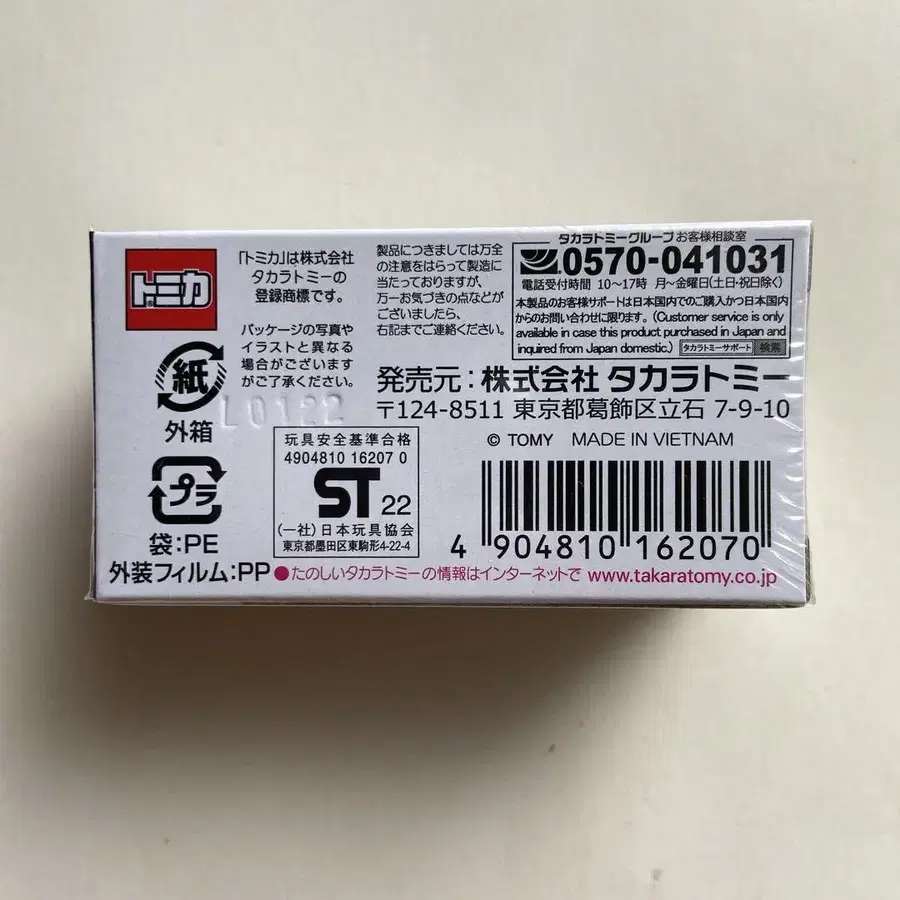 トミカ
「トミカ」は株式会社
タカラトミーの
登録商標です。
パッケージの写真や
イラストと異なる
場合がございます
がご了承ください。
製品につきましては万全
の注意をはらって製造に
当たっておりますが、
万一お気づきの点などが
ございましたら、
右記までご連絡ください。
タカラトミーグループお客様相談室
0570-041031
電話受付時間 10〜17時 月〜金曜日(土日・祝日除く)
本製品のお客様サポートは日本国内でのご購入かつ日本国内
からのお問い合わせに限ります。(Customer service is only
available in case this product purchased in Japan and
inquired from Japan domestic.) タカラトミーサポート 検索
発売元：株式会社 タカラトミー
〒124-8511 東京都葛飾区立石 7-9-10
© TOMY MADE IN VIETNAM
紙
外箱
L0122
プラ
袋:PE
外装フィルム:PP
玩具安全基準合格
4904810 16207 0
ST 22
(一社)日本玩具協会
東京都墨田区東駒形4-22-4
4 904810 162070
●たのしいタカラトミーの情報はインターネットで www.takaratomy.co.jp